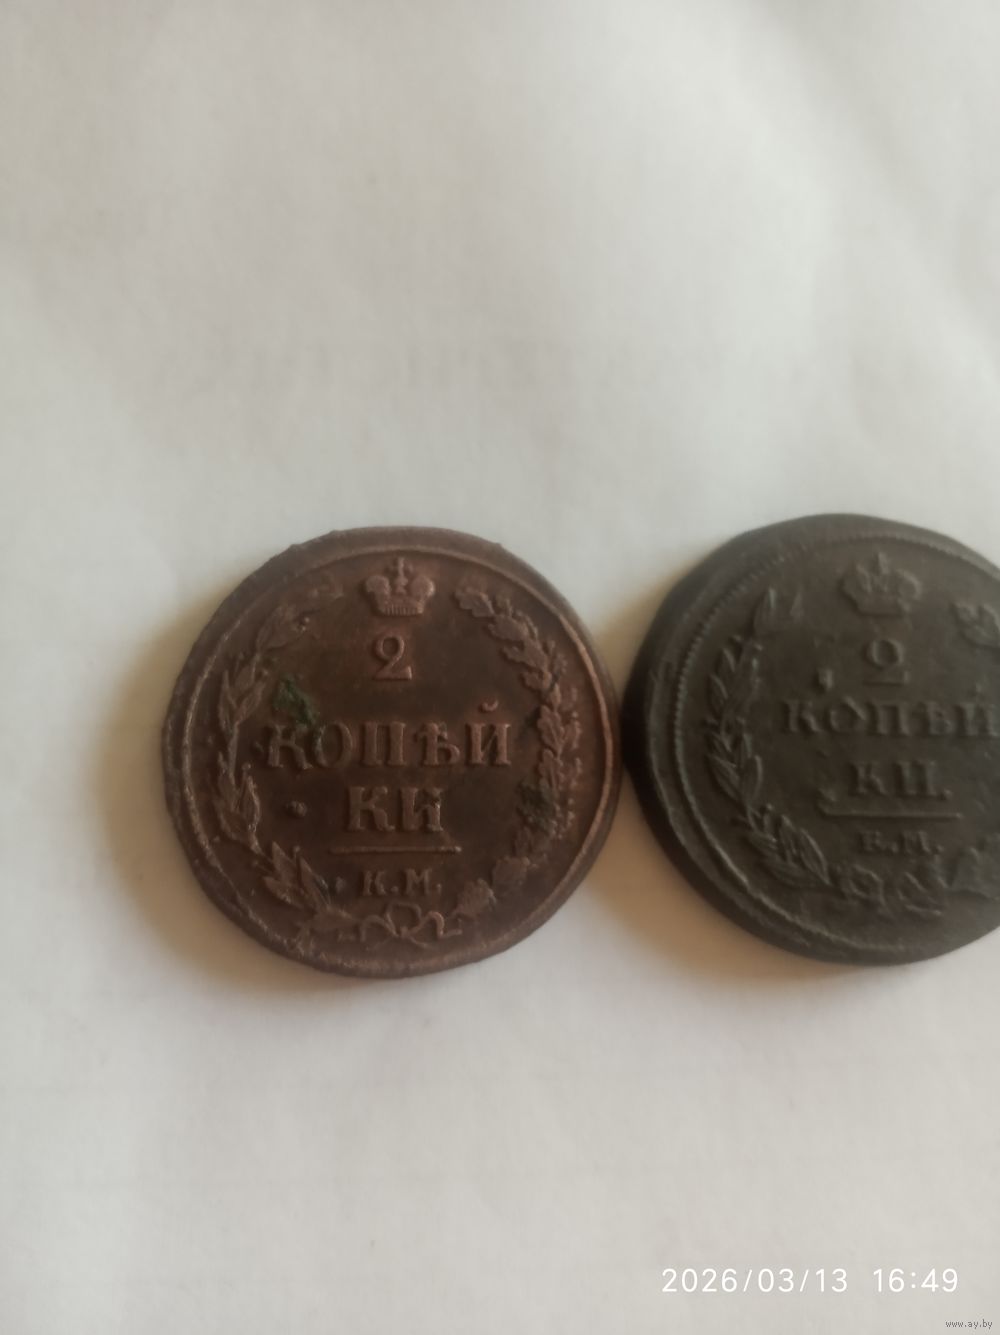 2
КОПѢЙ
КИ
К.М.
2
КОПѢЙ
КИ.
Е.М.
2026/03/13 16:49
www.ay.by